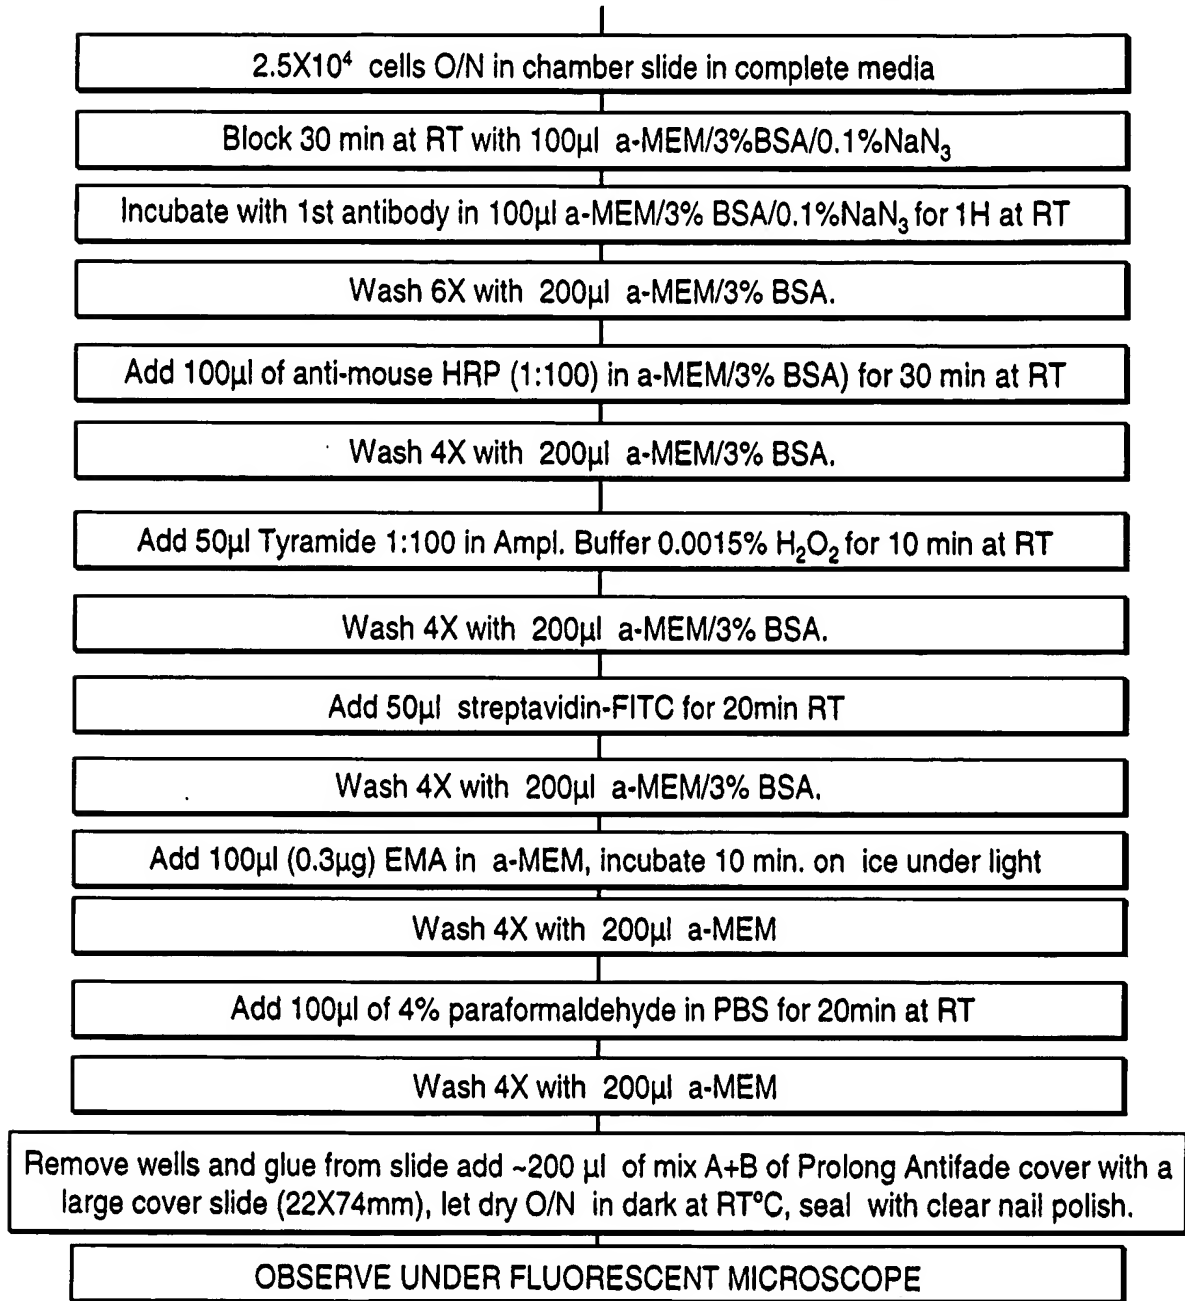 2.5X10⁴ cells O/N in chamber slide in complete media
Block 30 min at RT with 100µl a-MEM/3%BSA/0.1%NaN₃
Incubate with 1st antibody in 100µl a-MEM/3% BSA/0.1%NaN₃ for 1H at RT
Wash 6X with 200µl a-MEM/3% BSA.
Add 100µl of anti-mouse HRP (1:100) in a-MEM/3% BSA) for 30 min at RT
Wash 4X with 200µl a-MEM/3% BSA.
Add 50µl Tyramide 1:100 in Ampl. Buffer 0.0015% H₂O₂ for 10 min at RT
Wash 4X with 200µl a-MEM/3% BSA.
Add 50µl streptavidin-FITC for 20min RT
Wash 4X with 200µl a-MEM/3% BSA.
Add 100µl (0.3µg) EMA in a-MEM, incubate 10 min. on ice under light
Wash 4X with 200µl a-MEM
Add 100µl of 4% paraformaldehyde in PBS for 20min at RT
Wash 4X with 200µl a-MEM
Remove wells and glue from slide add ~200 µl of mix A+B of Prolong Antifade cover with a
large cover slide (22X74mm), let dry O/N in dark at RT°C, seal with clear nail polish.
OBSERVE UNDER FLUORESCENT MICROSCOPE